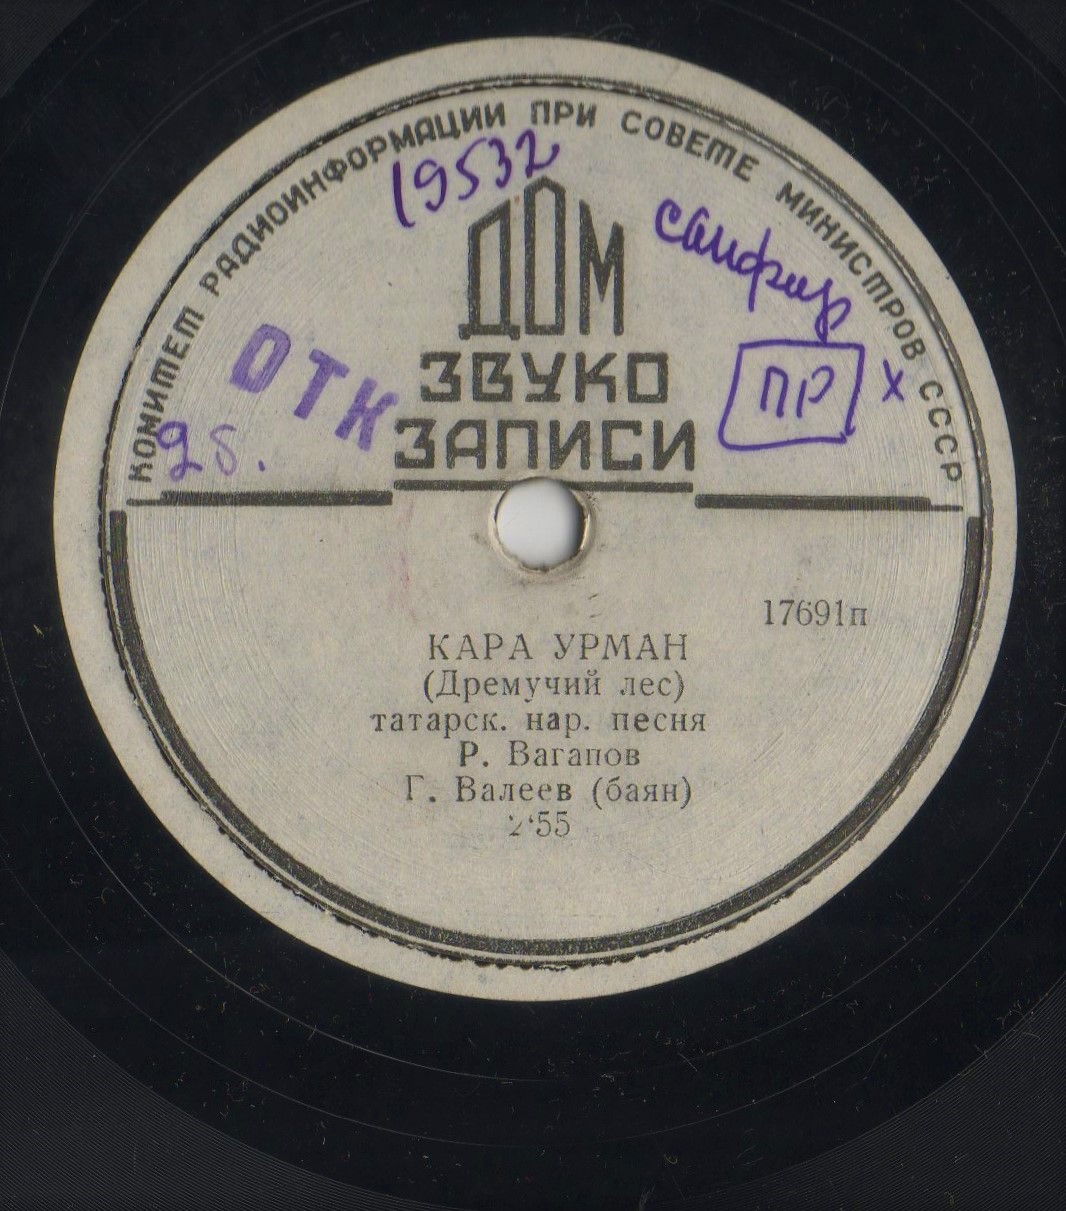 КОМИТЕТ РАДИОИНФОРМАЦИИ ПРИ СОВЕТЕ МИНИСТРОВ СССР
19532
сапфир
ДОМ
ЗВУКО
ЗАПИСИ
ОТК
ПР х
17691п
КАРА УРМАН
(Дремучий лес)
татарск. нар. песня
Р. Вагапов
Г. Валеев (баян)
2‘55